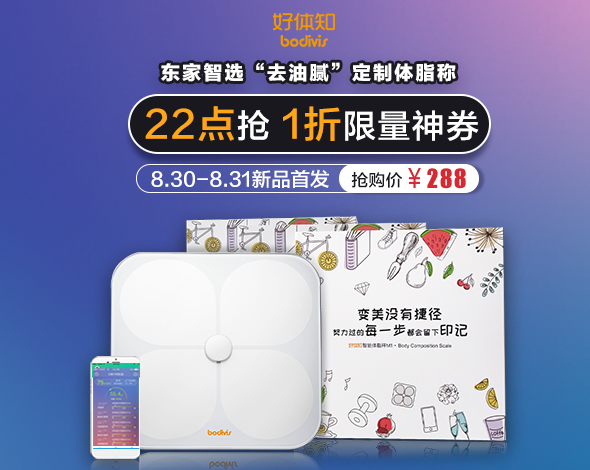 好体知
bodivis
东家智选“去油腻”定制体脂称
22点抢 1折限量神券
8.30-8.31新品首发 抢购价 ¥288
变美没有捷径
努力过的每一步都会留下印记
好体知智能体脂秤M1·Body Composition Scale
bodivis